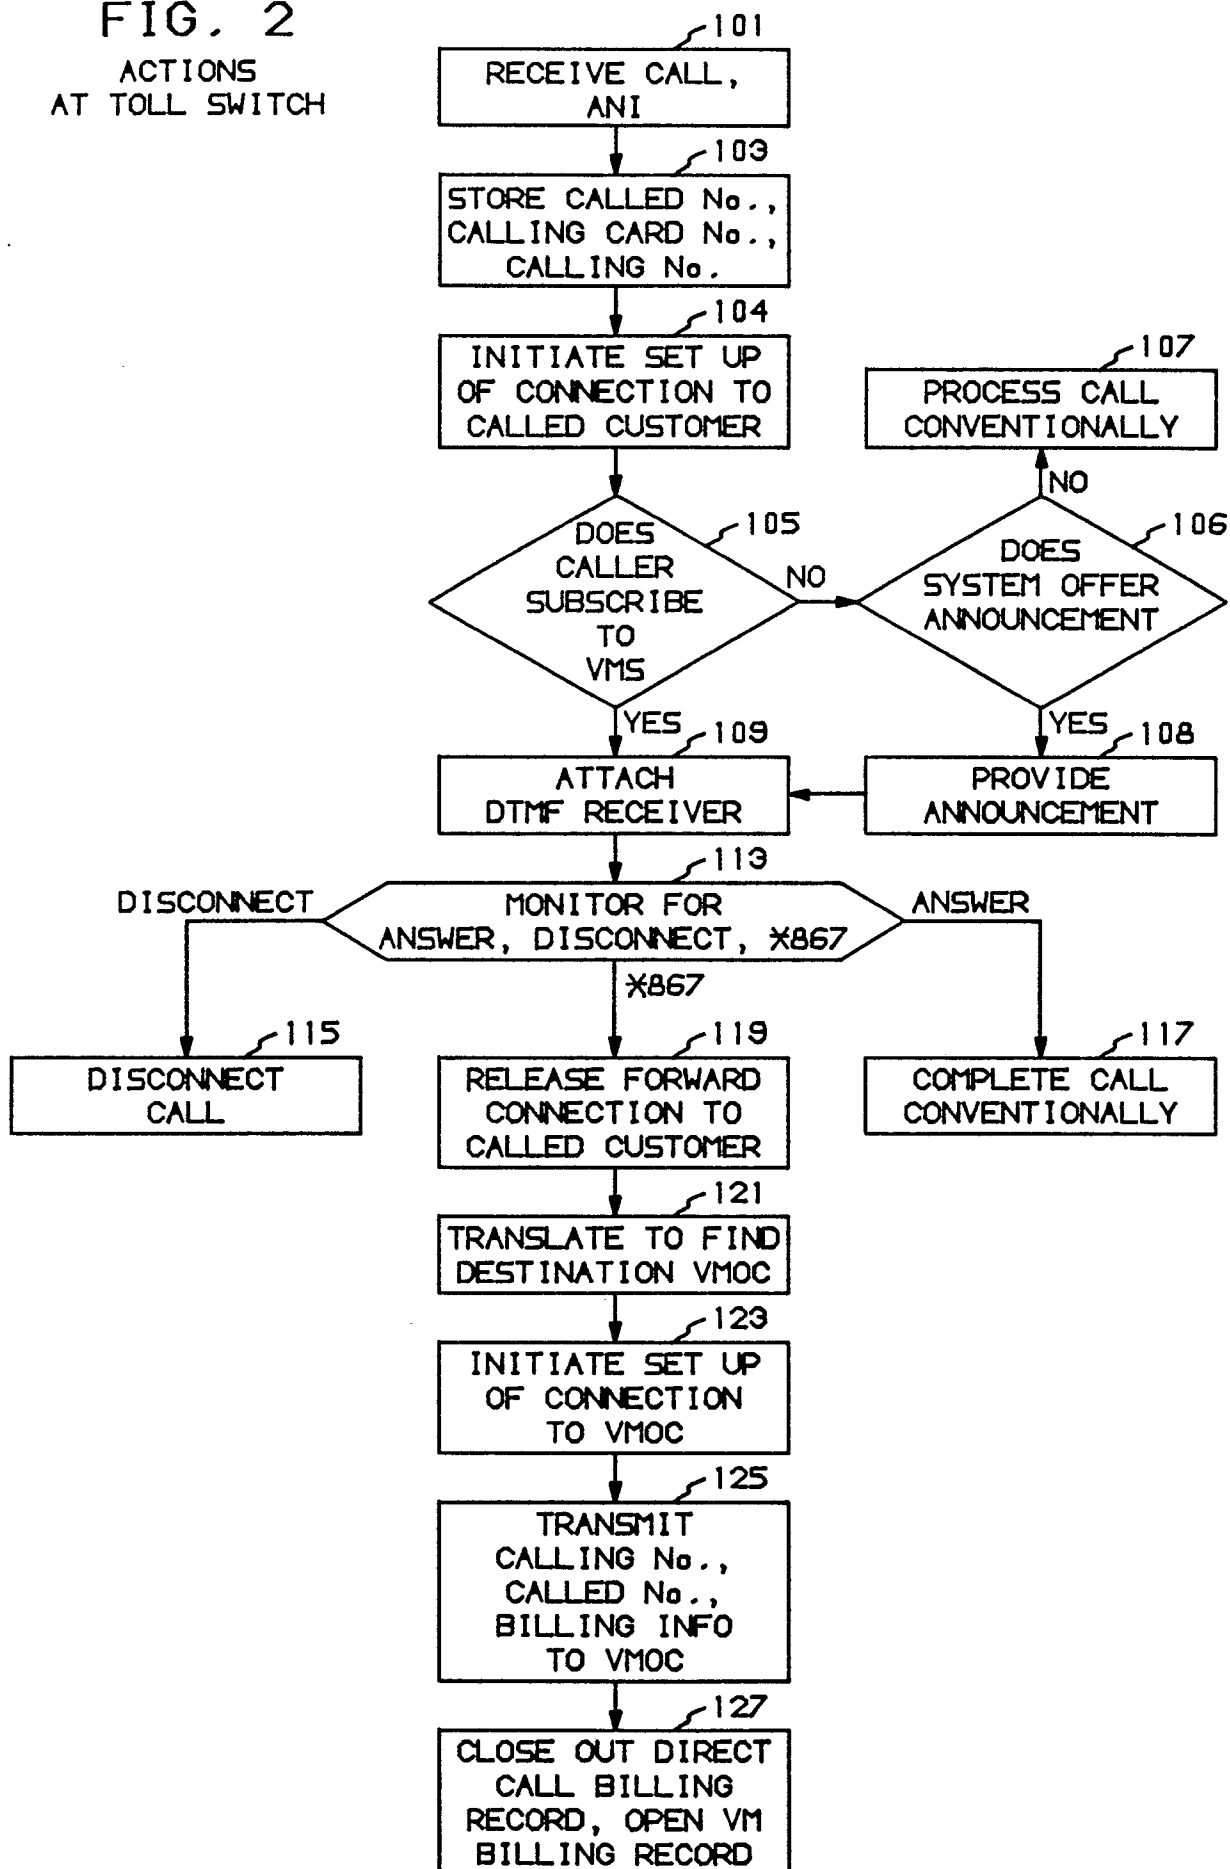 FIG. 2
ACTIONS
AT TOLL SWITCH
101
RECEIVE CALL,
ANI
103
STORE CALLED No.,
CALLING CARD No.,
CALLING No.
104
INITIATE SET UP
OF CONNECTION TO
CALLED CUSTOMER
107
PROCESS CALL
CONVENTIONALLY
NO
105
DOES
CALLER
SUBSCRIBE
TO
VMS
NO
106
DOES
SYSTEM OFFER
ANNOUNCEMENT
YES
YES
109
ATTACH
DTMF RECEIVER
108
PROVIDE
ANNOUNCEMENT
113
DISCONNECT
MONITOR FOR
ANSWER, DISCONNECT, *867
ANSWER
*867
115
DISCONNECT
CALL
119
RELEASE FORWARD
CONNECTION TO
CALLED CUSTOMER
117
COMPLETE CALL
CONVENTIONALLY
121
TRANSLATE TO FIND
DESTINATION VMOC
123
INITIATE SET UP
OF CONNECTION
TO VMOC
125
TRANSMIT
CALLING No.,
CALLED No.,
BILLING INFO
TO VMOC
127
CLOSE OUT DIRECT
CALL BILLING
RECORD, OPEN VM
BILLING RECORD